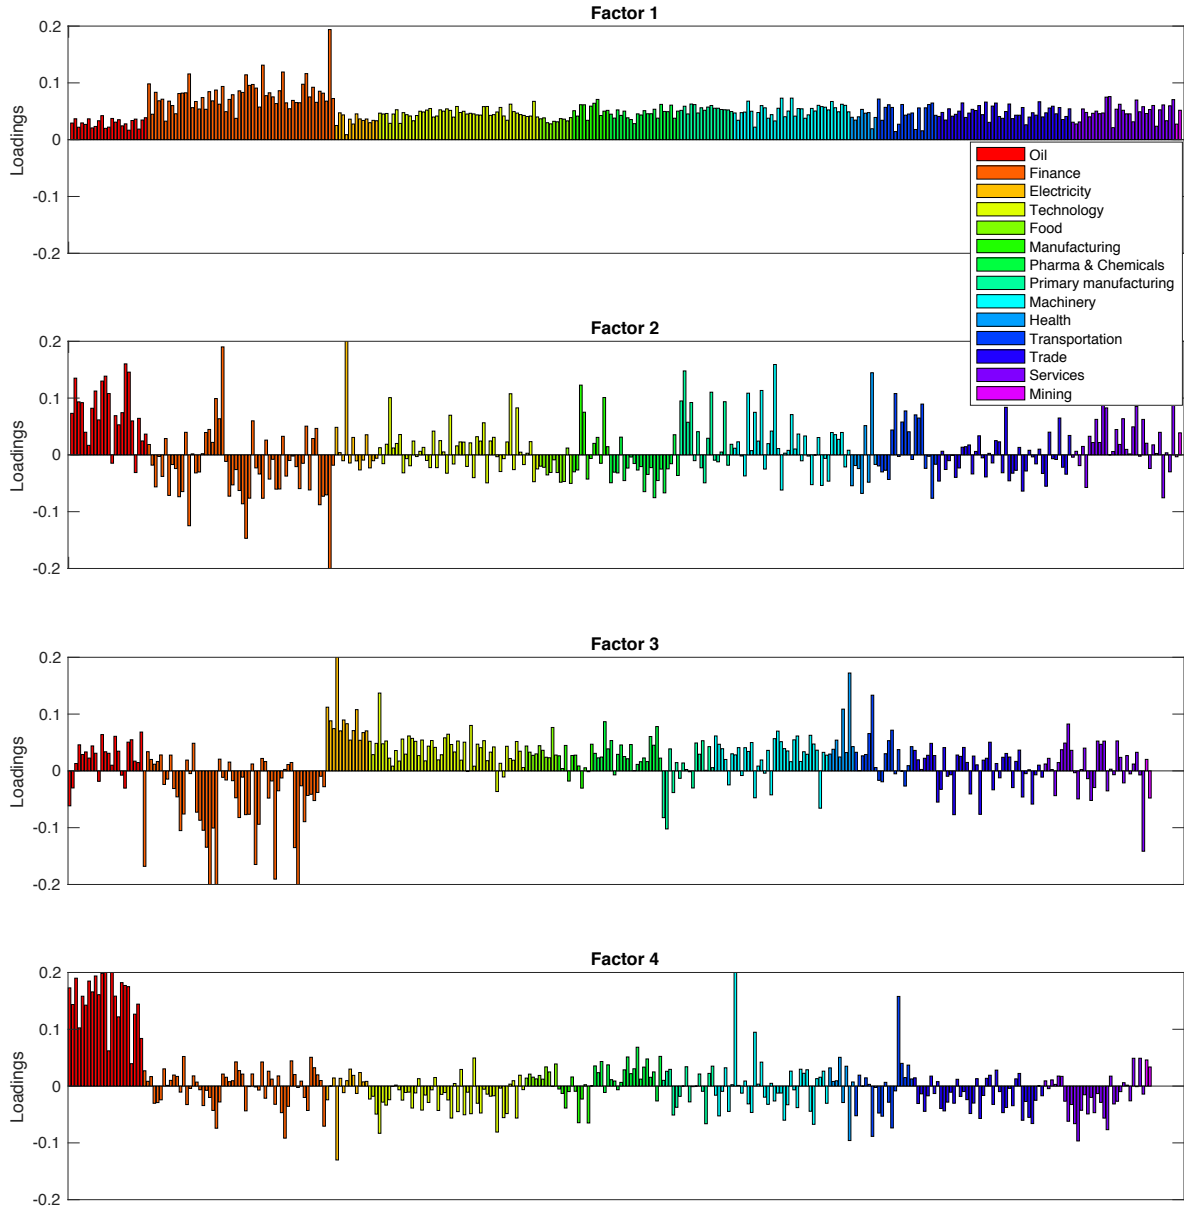 Factor 1
0.2
0.1
0
-0.1
-0.2
Loadings
Oil
Finance
Electricity
Technology
Food
Manufacturing
Pharma & Chemicals
Primary manufacturing
Machinery
Health
Transportation
Trade
Services
Mining
Factor 2
0.2
0.1
0
-0.1
-0.2
Loadings
Factor 3
0.2
0.1
0
-0.1
-0.2
Loadings
Factor 4
0.2
0.1
0
-0.1
-0.2
Loadings